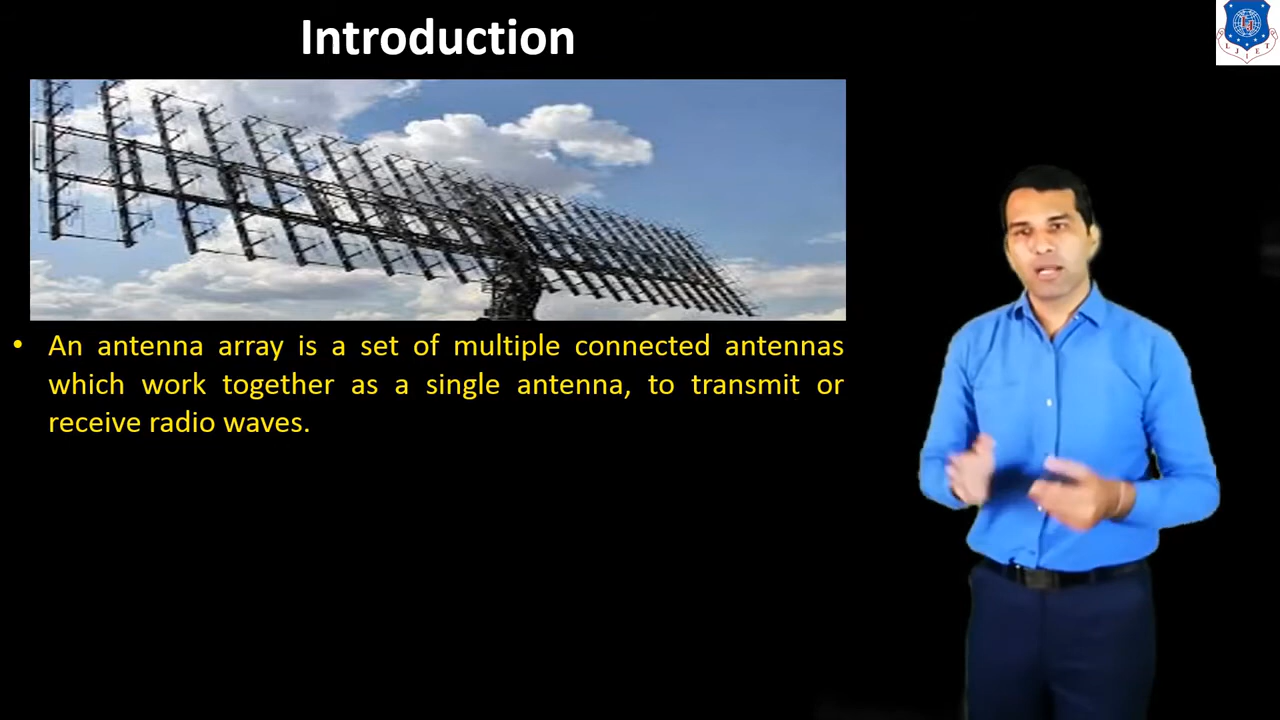 Introduction
LJIET
• An antenna array is a set of multiple connected antennas
which work together as a single antenna, to transmit or
receive radio waves.